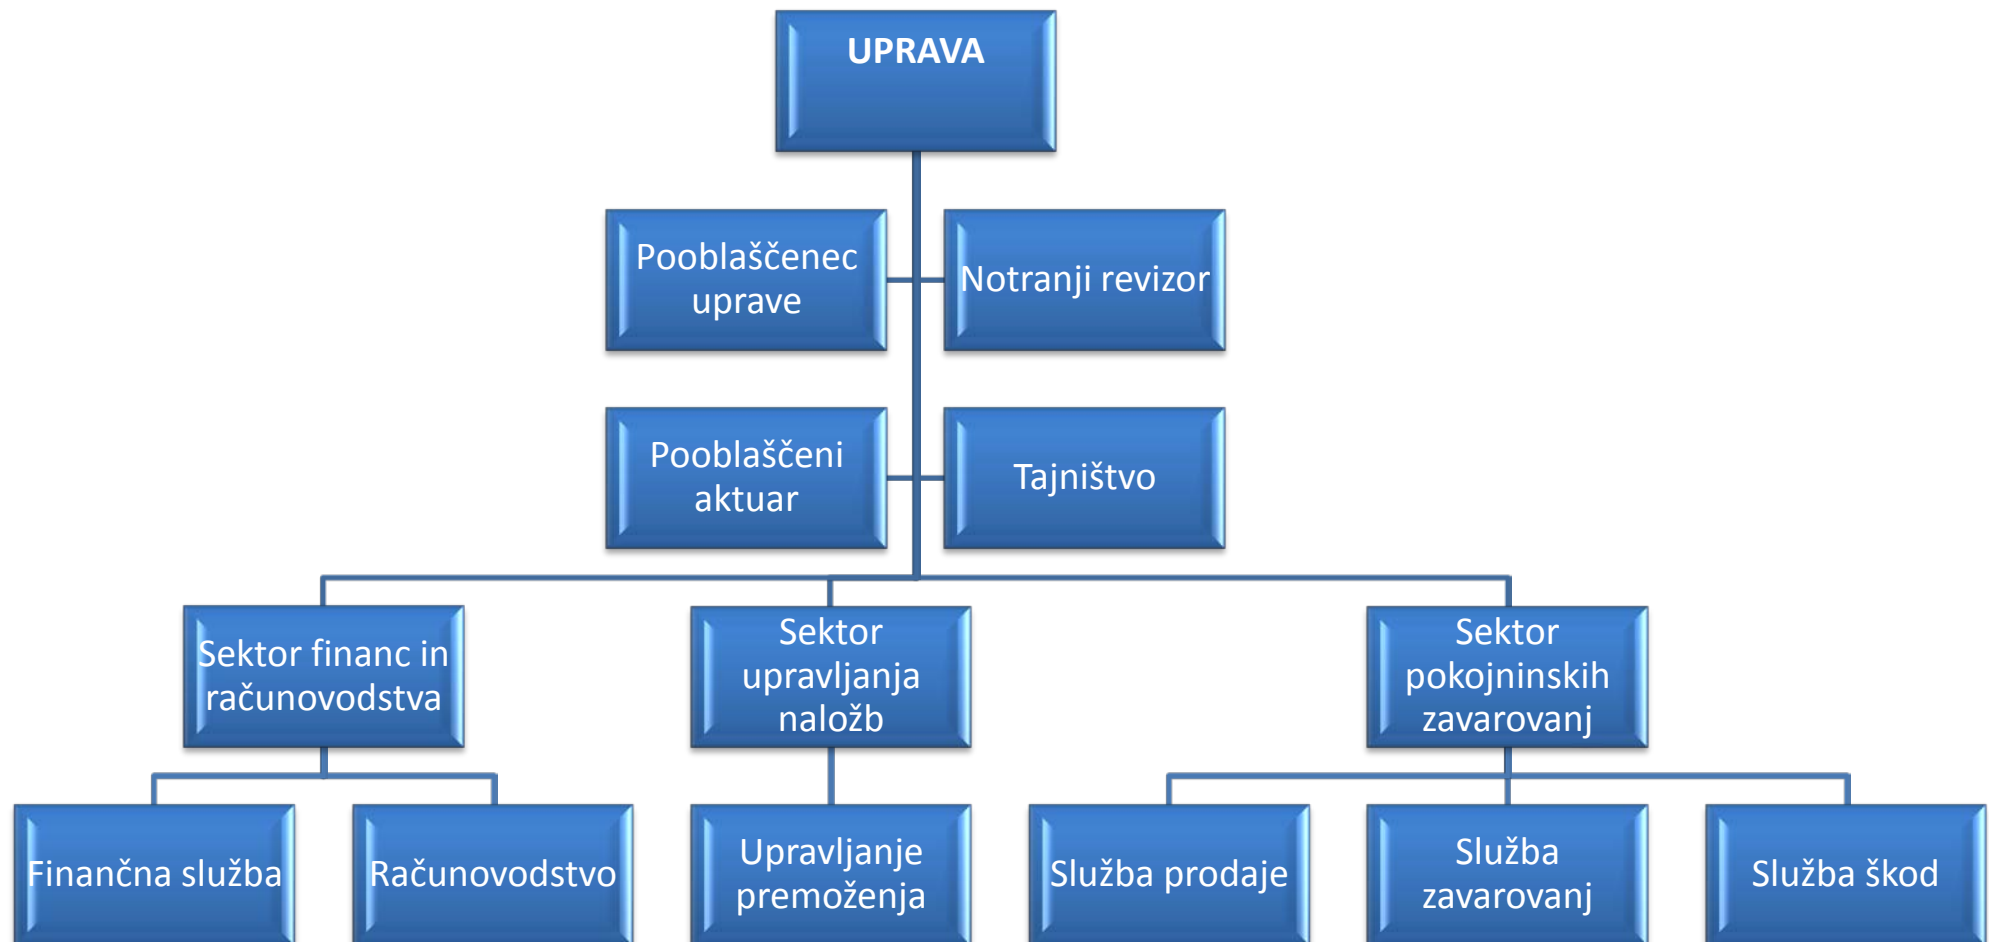 UPRAVA
Pooblaščenec
uprave
Notranji revizor
Pooblaščeni
aktuar
Tajništvo
Sektor financ in
računovodstva
Sektor
upravljanja
naložb
Sektor
pokojninskih
zavarovanj
Finančna služba
Računovodstvo
Upravljanje
premoženja
Služba prodaje
Služba
zavarovanj
Služba škod